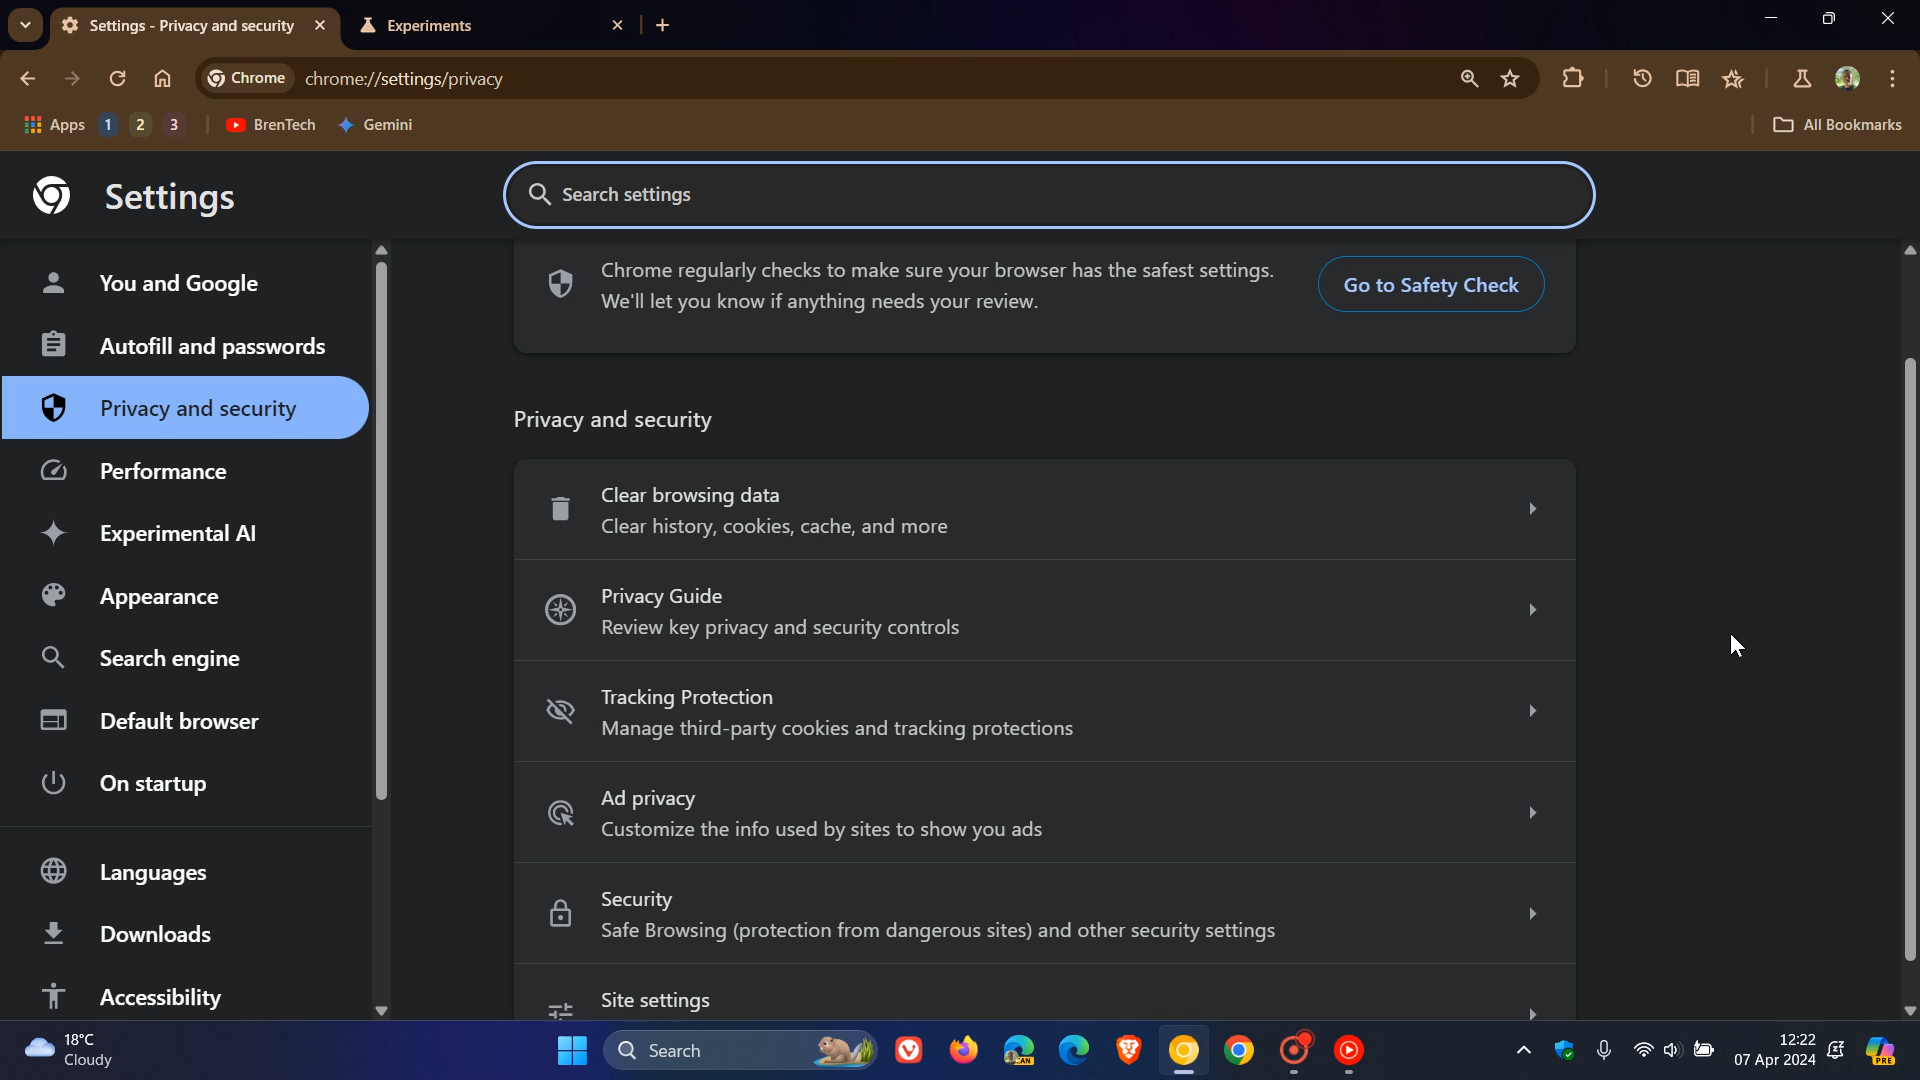 Settings - Privacy and security
Experiments
Chrome
chrome://settings/privacy
Apps
1
2
3
BrenTech
Gemini
All Bookmarks
Settings
Search settings
You and Google
Autofill and passwords
Privacy and security
Performance
Experimental AI
Appearance
Search engine
Default browser
On startup
Languages
Downloads
Accessibility
Chrome regularly checks to make sure your browser has the safest settings.
We'll let you know if anything needs your review.
Go to Safety Check
Privacy and security
Clear browsing data
Clear history, cookies, cache, and more
Privacy Guide
Review key privacy and security controls
Tracking Protection
Manage third-party cookies and tracking protections
Ad privacy
Customize the info used by sites to show you ads
Security
Safe Browsing (protection from dangerous sites) and other security settings
Site settings
18°C
Cloudy
Search
CAN
12:22
07 Apr 2024
PRE